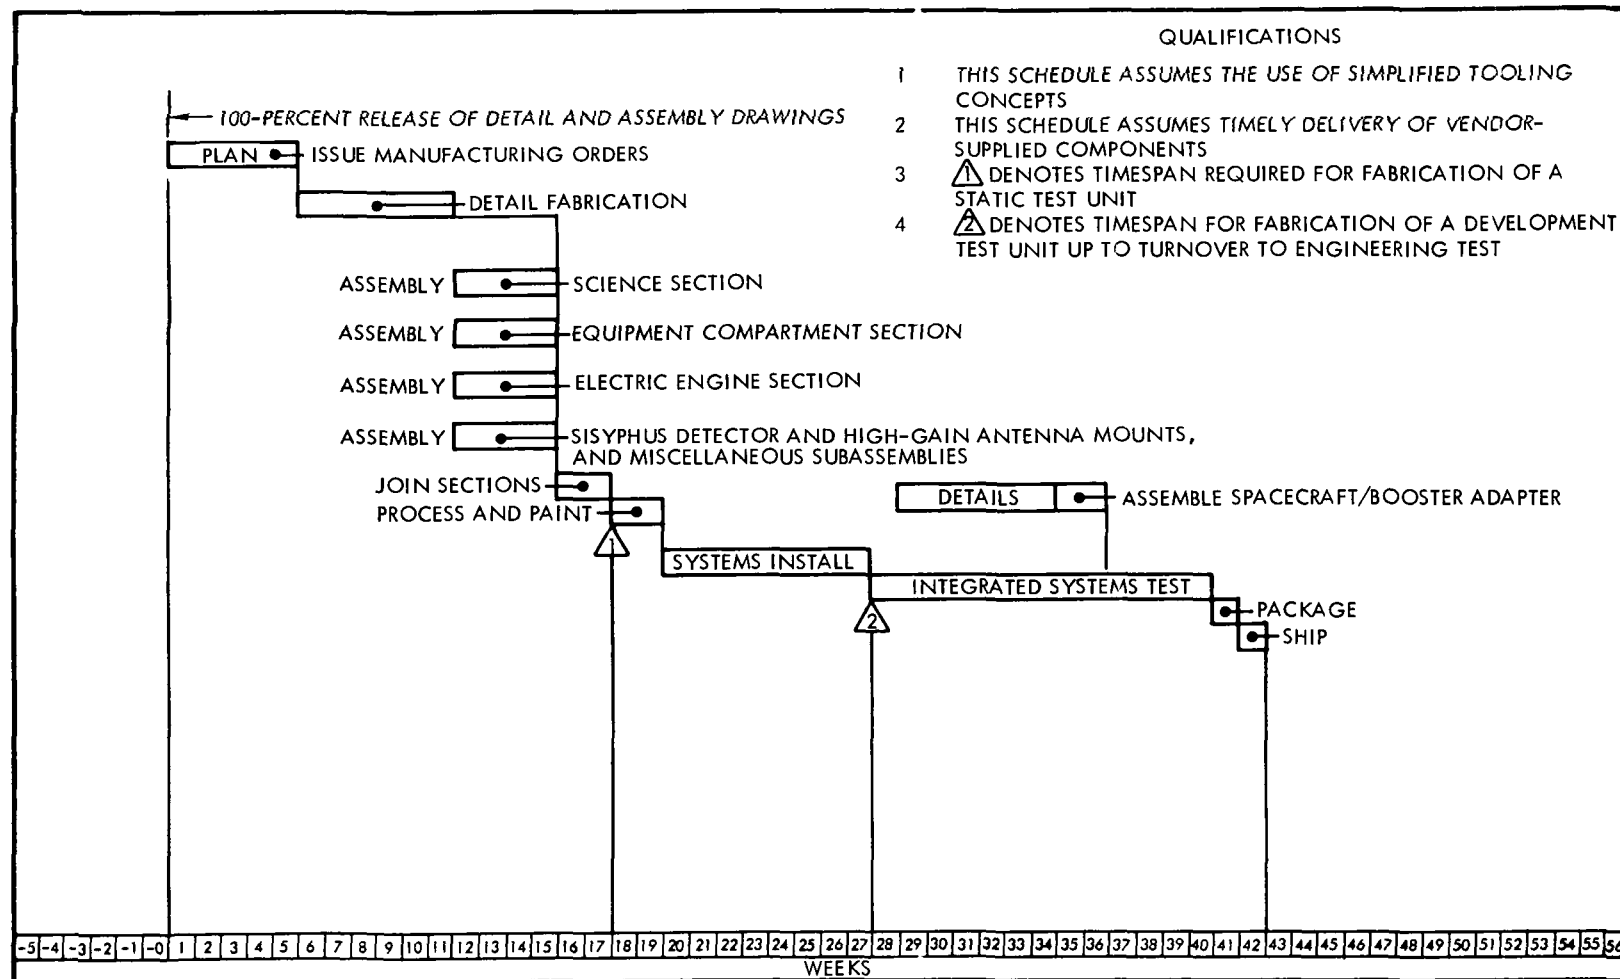 QUALIFICATIONS
1 THIS SCHEDULE ASSUMES THE USE OF SIMPLIFIED TOOLING
CONCEPTS
2 THIS SCHEDULE ASSUMES TIMELY DELIVERY OF VENDOR-
SUPPLIED COMPONENTS
3 1 DENOTES TIMESPAN REQUIRED FOR FABRICATION OF A
STATIC TEST UNIT
4 2 DENOTES TIMESPAN FOR FABRICATION OF A DEVELOPMENT
TEST UNIT UP TO TURNOVER TO ENGINEERING TEST
100-PERCENT RELEASE OF DETAIL AND ASSEMBLY DRAWINGS
PLAN ISSUE MANUFACTURING ORDERS
DETAIL FABRICATION
ASSEMBLY SCIENCE SECTION
ASSEMBLY EQUIPMENT COMPARTMENT SECTION
ASSEMBLY ELECTRIC ENGINE SECTION
ASSEMBLY SISYPHUS DETECTOR AND HIGH-GAIN ANTENNA MOUNTS,
AND MISCELLANEOUS SUBASSEMBLIES
JOIN SECTIONS
DETAILS ASSEMBLE SPACECRAFT/BOOSTER ADAPTER
PROCESS AND PAINT
1
SYSTEMS INSTALL
INTEGRATED SYSTEMS TEST
2
PACKAGE
SHIP
-5 -4 -3 -2 -1 -0 1 2 3 4 5 6 7 8 9 10 11 12 13 14 15 16 17 18 19 20 21 22 23 24 25 26 27 28 29 30 31 32 33 34 35 36 37 38 39 40 41 42 43 44 45 46 47 48 49 50 51 52 53 54 55 56
WEEKS